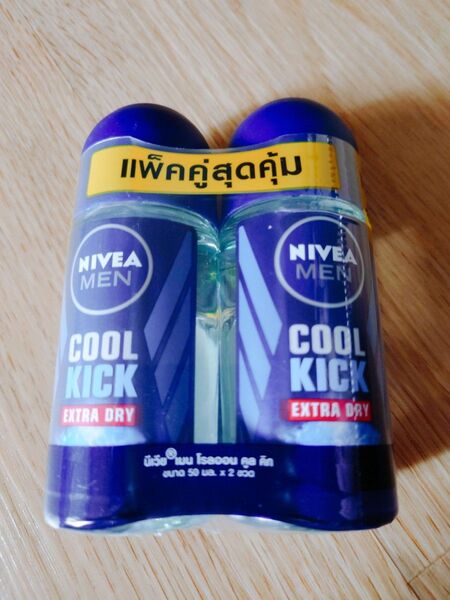 แพ็คคู่สุดคุ้ม
NIVEA
MEN
COOL
KICK
EXTRA DRY
NIVEA
MEN
COOL
KICK
EXTRA DRY
นีเวีย® เมน โรลออน คูล คิก
ขนาด 50 มล. x 2 ขวด